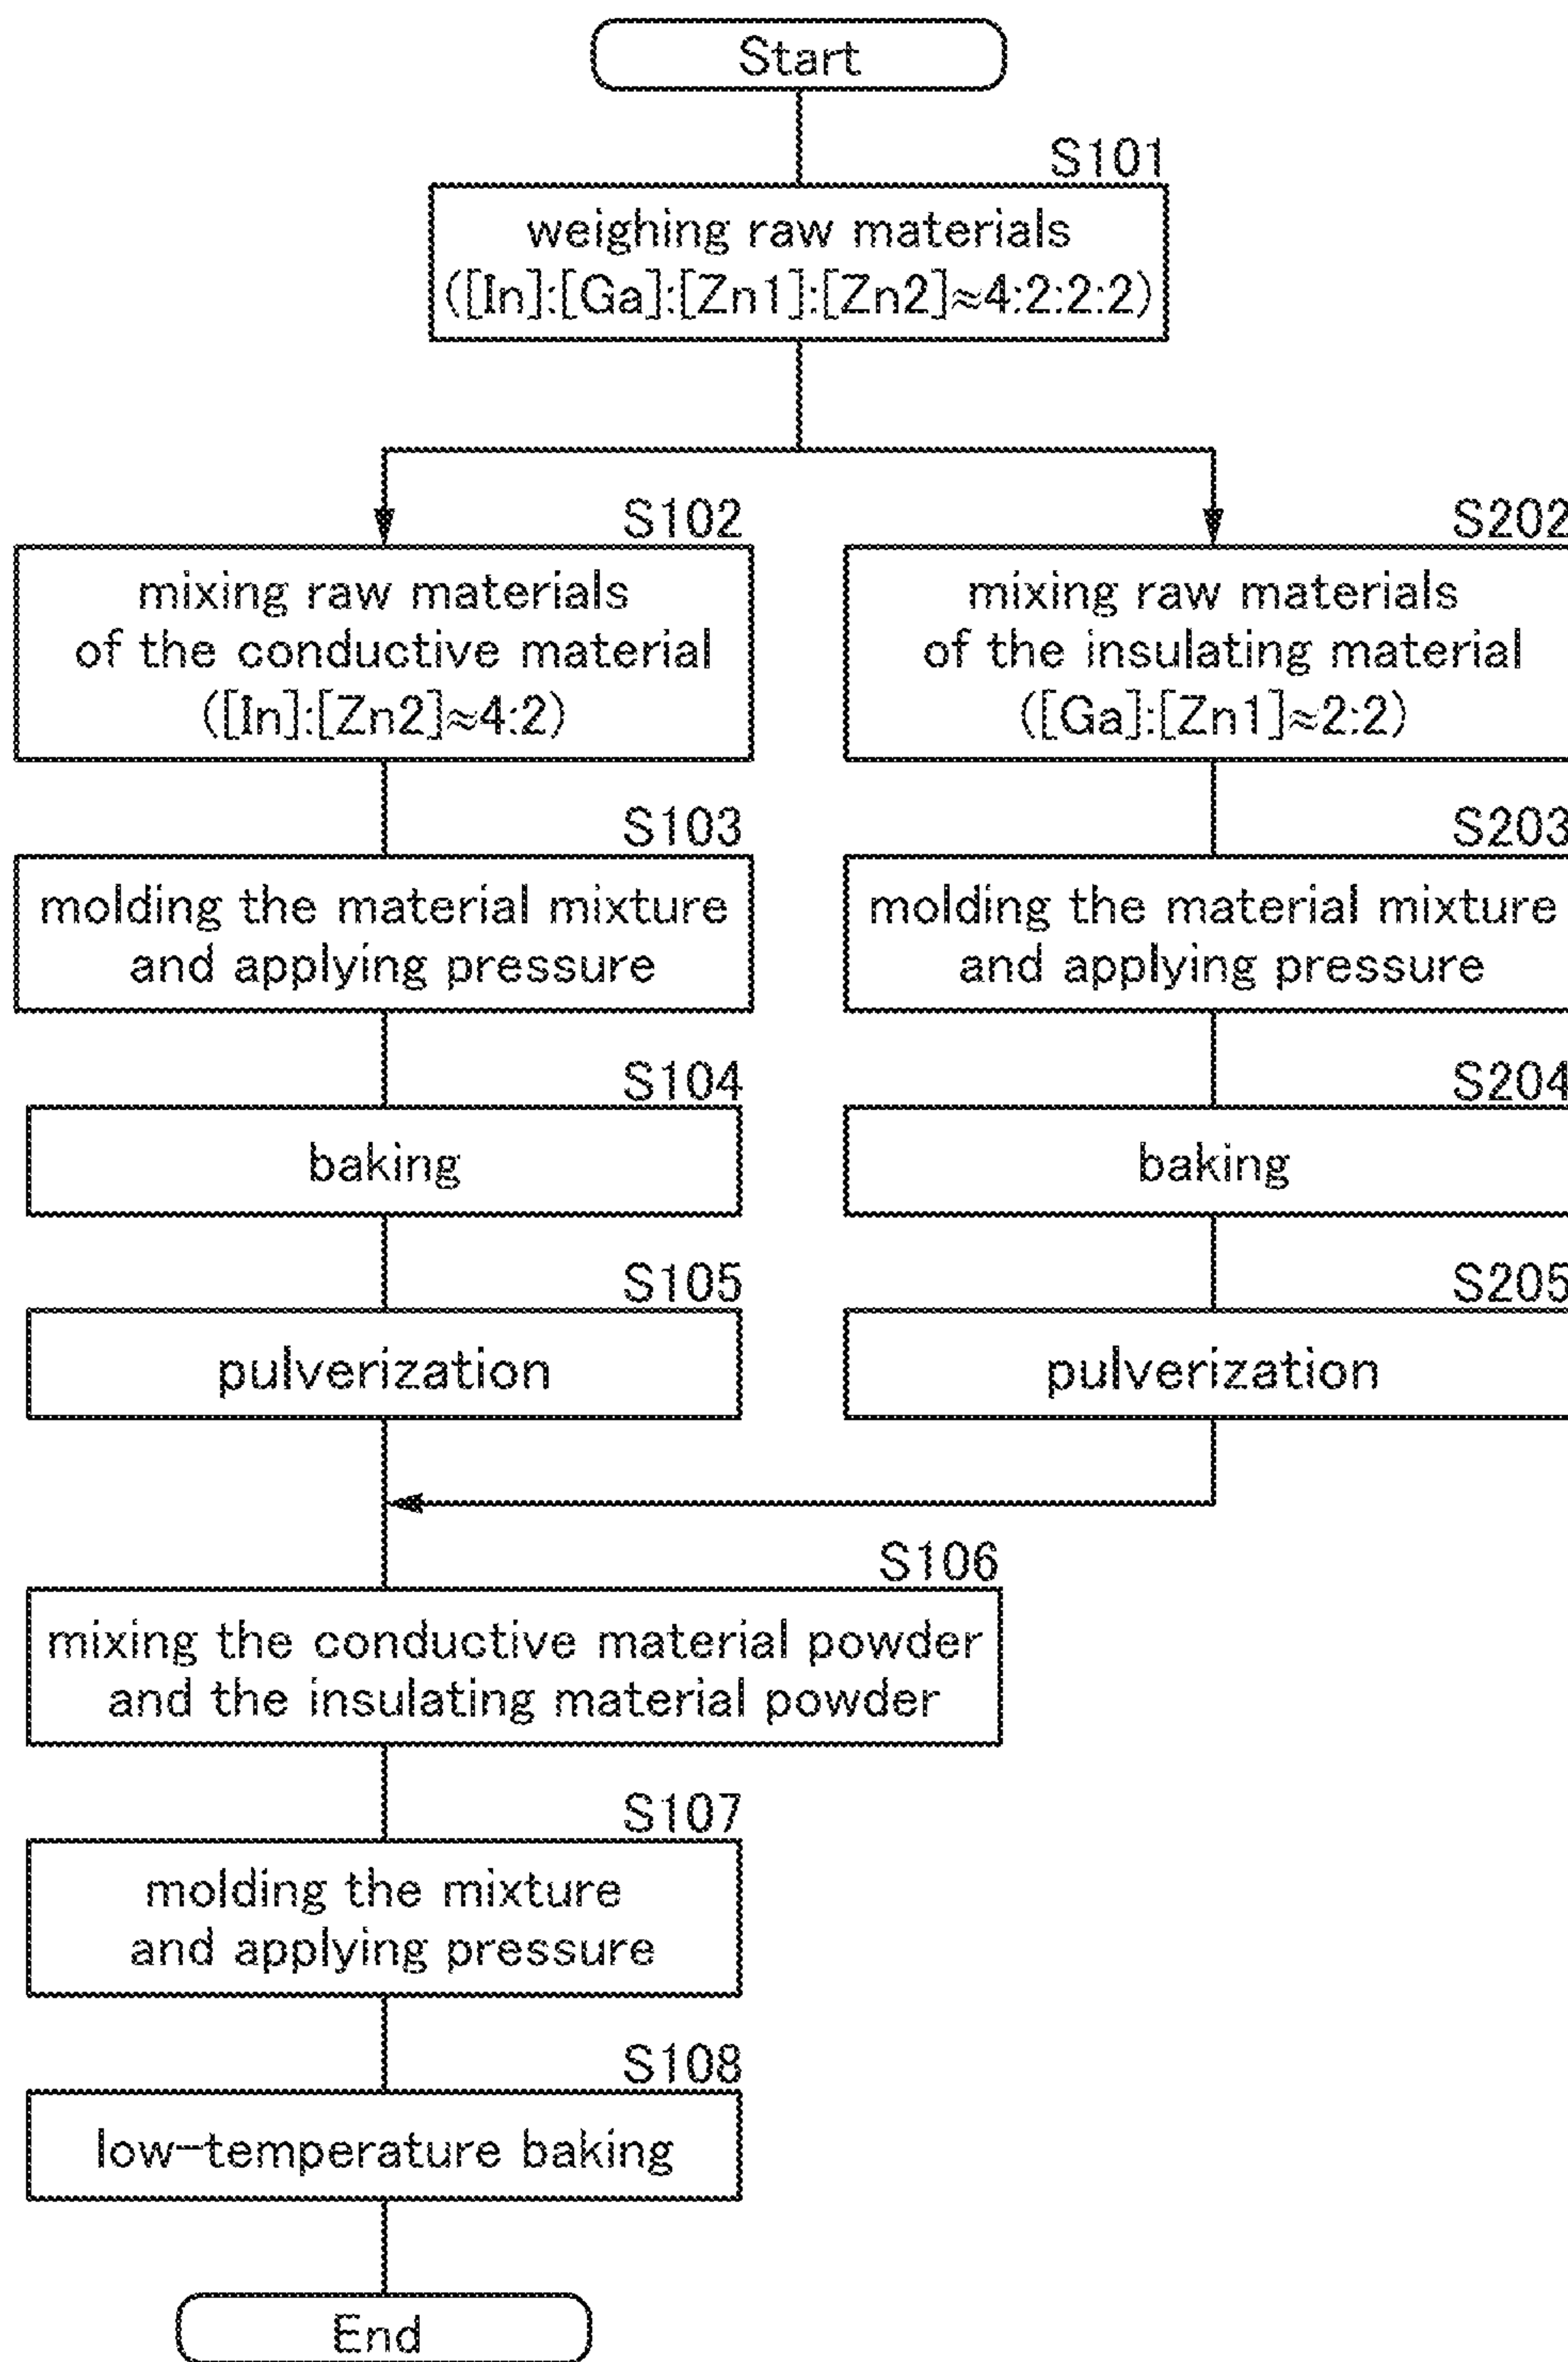 Start
S101
weighing raw materials
([In]:[Ga]:[Zn1]:[Zn2]≈4:2:2:2)
S102
mixing raw materials
of the conductive material
([In]:[Zn2]≈4:2)
S103
molding the material mixture
and applying pressure
S104
baking
S105
pulverization
S202
mixing raw materials
of the insulating material
([Ga]:[Zn1]≈2:2)
S203
molding the material mixture
and applying pressure
S204
baking
S205
pulverization
S106
mixing the conductive material powder
and the insulating material powder
S107
molding the mixture
and applying pressure
S108
low-temperature baking
End